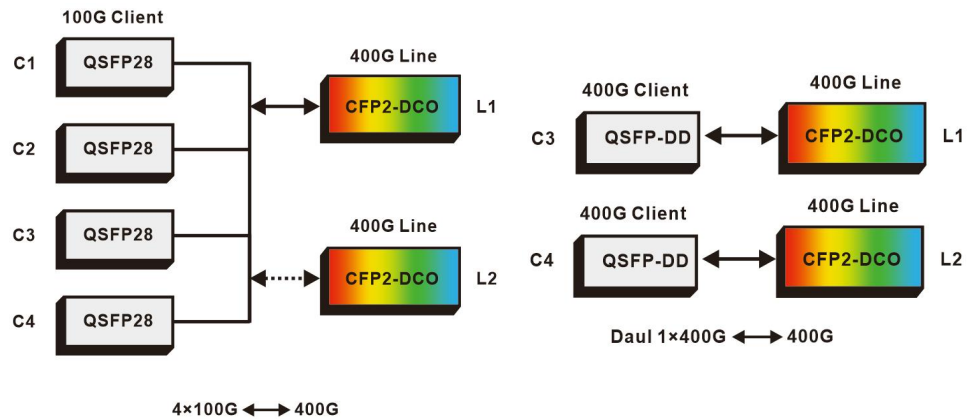 100G Client
C1
QSFP28
C2
QSFP28
C3
QSFP28
C4
QSFP28
400G Line
CFP2-DCO
L1
400G Line
CFP2-DCO
L2
4×100G
400G
400G Client
C3
QSFP-DD
400G Line
CFP2-DCO
L1
400G Client
C4
QSFP-DD
400G Line
CFP2-DCO
L2
Daul 1×400G
400G